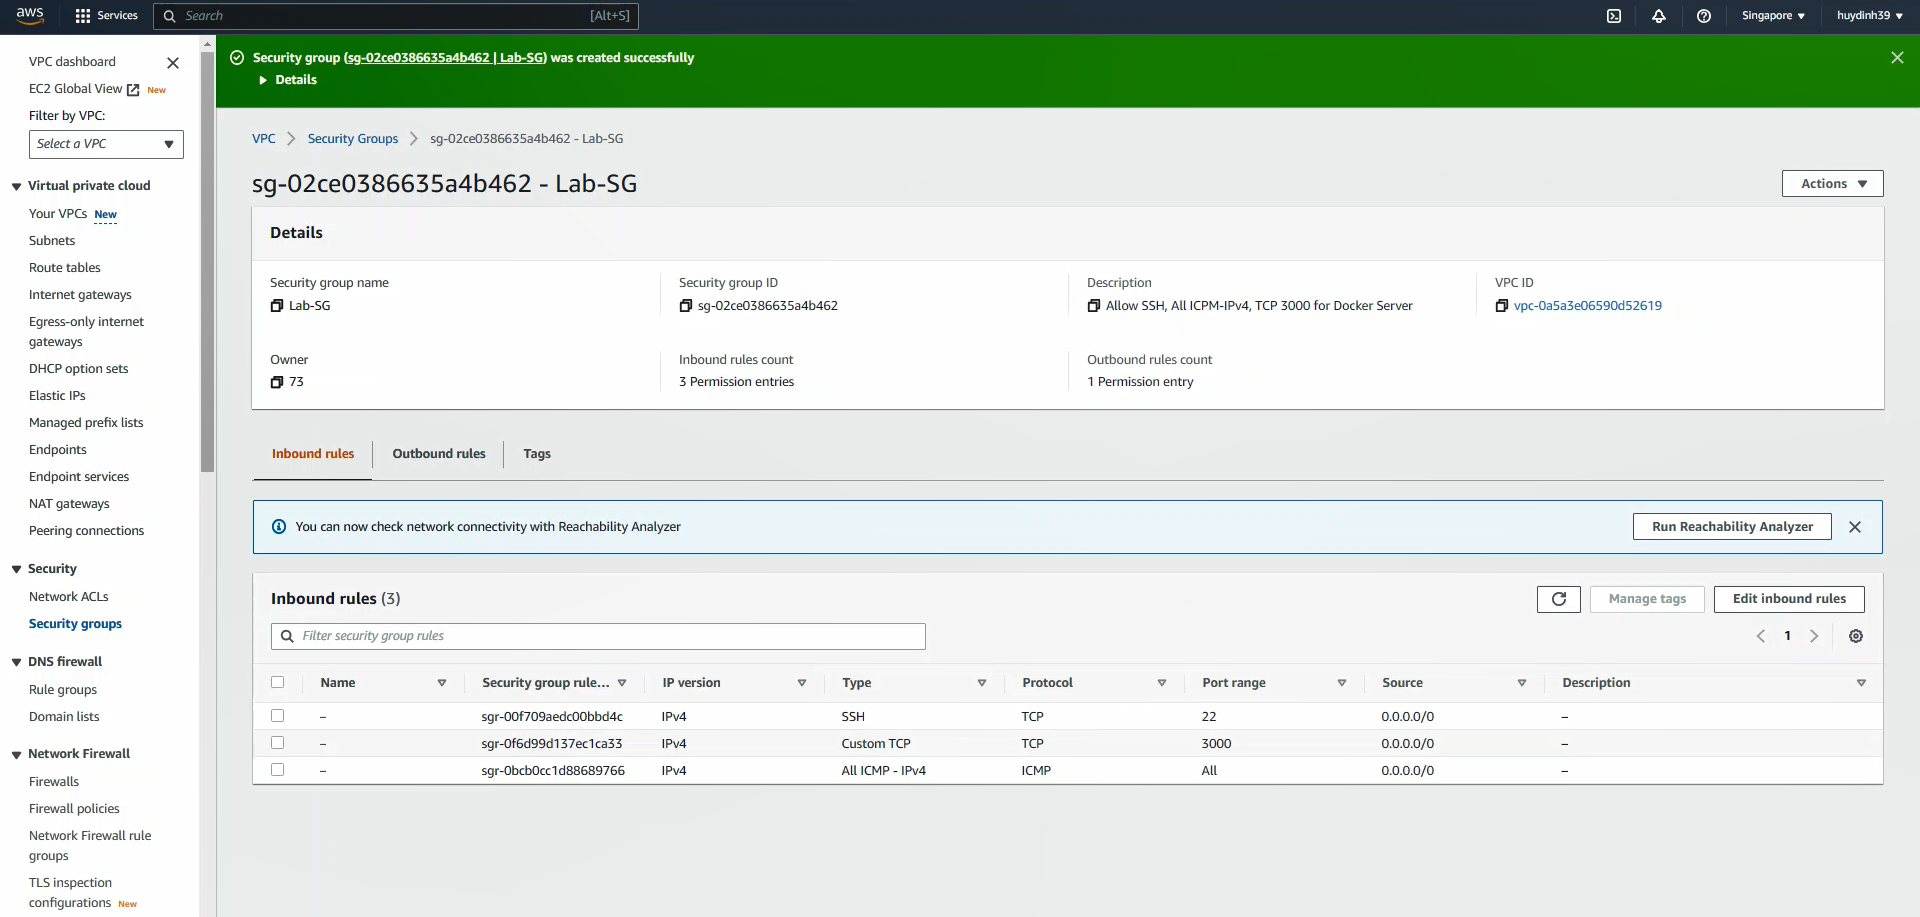 aws
Services
Search [Alt+S]
Singapore
huydinh39
VPC dashboard
EC2 Global View New
Filter by VPC:
Select a VPC
Virtual private cloud
Your VPCs New
Subnets
Route tables
Internet gateways
Egress-only internet
gateways
DHCP option sets
Elastic IPs
Managed prefix lists
Endpoints
Endpoint services
NAT gateways
Peering connections
Security
Network ACLs
Security groups
DNS firewall
Rule groups
Domain lists
Network Firewall
Firewalls
Firewall policies
Network Firewall rule
groups
TLS inspection
configurations New
Security group (sg-02ce0386635a4b462 | Lab-SG) was created successfully
Details
VPC Security Groups sg-02ce0386635a4b462 - Lab-SG
sg-02ce0386635a4b462 - Lab-SG
Actions
Details
Security group name
Lab-SG
Security group ID
sg-02ce0386635a4b462
Description
Allow SSH, All ICPM-IPv4, TCP 3000 for Docker Server
VPC ID
vpc-0a5a3e06590d52619
Owner
73
Inbound rules count
3 Permission entries
Outbound rules count
1 Permission entry
Inbound rules Outbound rules Tags
You can now check network connectivity with Reachability Analyzer
Run Reachability Analyzer
Inbound rules (3)
Manage tags
Edit inbound rules
Filter security group rules
1
Name Security group rule... IP version Type Protocol Port range Source Description
– sgr-00f709aedc00bbd4c IPv4 SSH TCP 22 0.0.0.0/0 –
– sgr-0f6d99d137ec1ca33 IPv4 Custom TCP TCP 3000 0.0.0.0/0 –
– sgr-0bcb0cc1d88689766 IPv4 All ICMP - IPv4 ICMP All 0.0.0.0/0 –